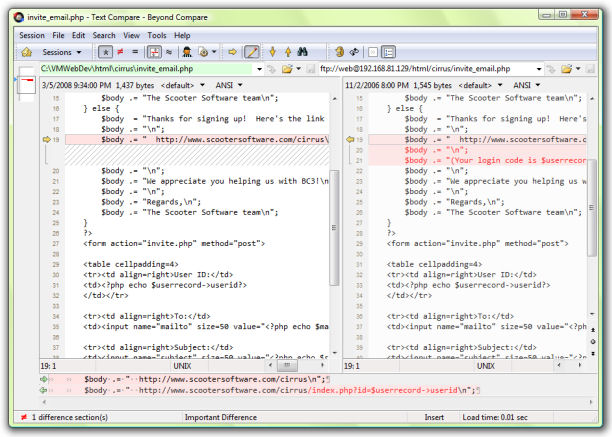 invite_email.php - Text Compare - Beyond Compare
Session File Edit Search View Tools Help
Sessions
C:\VMWebDev\html\cirrus\invite_email.php
ftp://web@192.168.81.129/html/cirrus/invite_email.php
3/5/2008 9:34:00 PM 1,437 bytes <default> ANSI
11/2/2006 8:00 PM 1,545 bytes <default> ANSI
15 $body .= "The Scooter Software team\n";
16 } else {
17 $body = "Thanks for signing up! Here's the link
18 $body .= "\n";
19 $body .= " http://www.scootersoftware.com/cirrus\
20 $body .= "\n";
21 $body .= "We appreciate you helping us with BC3!\n
22 $body .= "\n";
23 $body .= "Regards,\n";
24 $body .= "The Scooter Software team\n";
25 }
26 ?>
27 <form action="invite.php" method="post">
28
29 <table cellpadding=4>
30 <tr><td align=right>User ID:</td>
31 <td><?php echo $userrecord->userid?>
32 </td></tr>
33
34 <tr><td align=right>To:</td>
35 <td><input name="mailto" size=50 value="<?php echo $ma
36
37 <tr><td align=right>Subject:</td>
38 <td><input name="subject" size=50 value="<?php echo $s
15 $body .= "The Scooter Software team\n";
16 } else {
17 $body = "Thanks for signing up! Here's the
18 $body .= "\n";
19 $body .= " http://www.scootersoftware.c
20 $body .= "\n";
21 $body .= "(Your login code is $userrecor
22 $body .= "\n";
23 $body .= "We appreciate you helping us w
24 $body .= "\n";
25 $body .= "Regards,\n";
26 $body .= "The Scooter Software team\n";
27 }
28 ?>
29 <form action="invite.php" method="post">
30
31 <table cellpadding=4>
32 <tr><td align=right>User ID:</td>
33 <td><?php echo $userrecord->userid?>
34 </td></tr>
35
36 <tr><td align=right>To:</td>
37 <td><input name="mailto" size=50 value="<?p
38
39 <tr><td align=right>Subject:</td>
40 <td><input name="subject" size=50 value="<?
19: 1 UNIX
19: 1 UNIX
$body .= " http://www.scootersoftware.com/cirrus\n";¶
$body .= " http://www.scootersoftware.com/cirrus/index.php?id=$userrecord->userid\n";¶
1 difference section(s) Important Difference Insert Load time: 0.01 sec